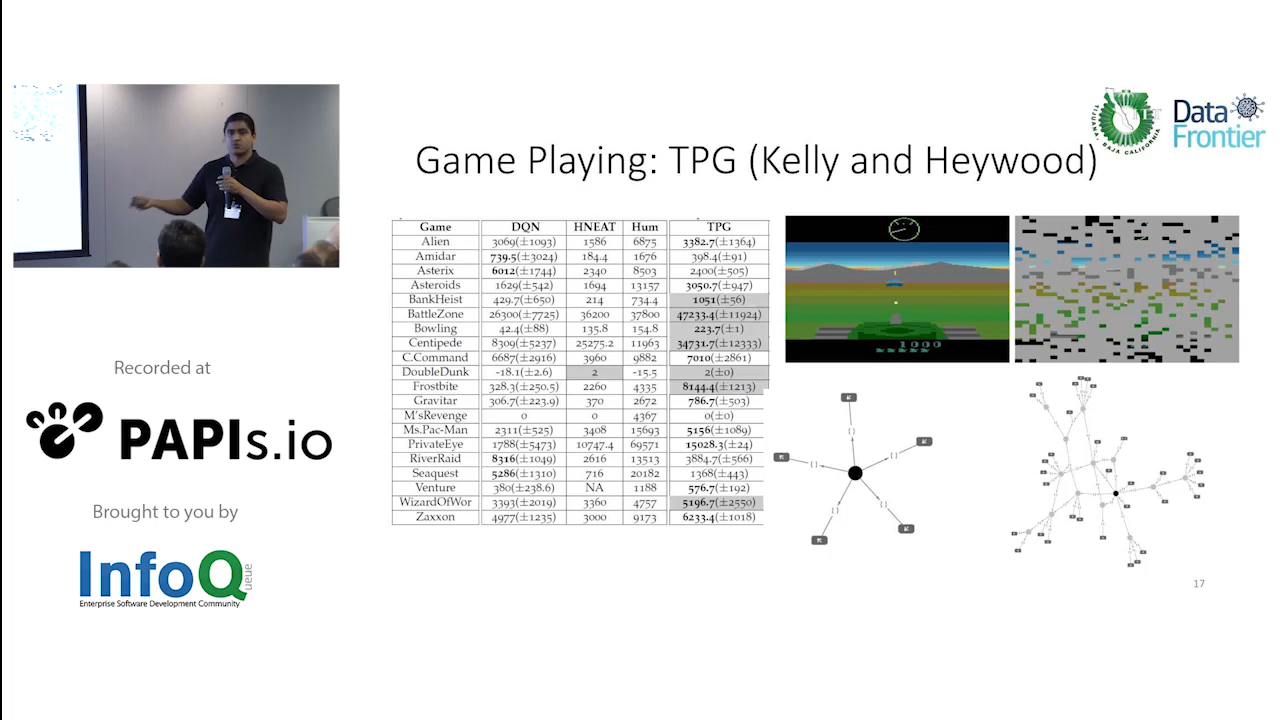 Game Playing: TPG (Kelly and Heywood)
TIJUANA, BAJA CALIFORNIA
Data
Frontier
Game DQN HNEAT Hum TPG
Alien 3069(±1093) 1586 6875 3382.7(±1364)
Amidar 739.5(±3024) 184.4 1676 398.4(±91)
Asterix 6012(±1744) 2340 8503 2400(±505)
Asteroids 1629(±542) 1694 13157 3050.7(±947)
BankHeist 429.7(±650) 214 734.4 1051(±56)
BattleZone 26300(±7725) 36200 37800 47233.4(±11924)
Bowling 42.4(±88) 135.8 154.8 223.7(±1)
Centipede 8309(±5237) 25275.2 11963 34731.7(±12333)
C.Command 6687(±2916) 3960 9882 7010(±2861)
DoubleDunk -18.1(±2.6) 2 -15.5 2(±0)
Frostbite 328.3(±250.5) 2260 4335 8144.4(±1213)
Gravitar 306.7(±223.9) 370 2672 786.7(±503)
M'sRevenge 0 0 4367 0(±0)
Ms.Pac-Man 2311(±525) 3408 15693 5156(±1089)
PrivateEye 1788(±5473) 10747.4 69571 15028.3(±24)
RiverRaid 8316(±1049) 2616 13513 3884.7(±566)
Seaquest 5286(±1310) 716 20182 1368(±443)
Venture 380(±238.6) NA 1188 576.7(±192)
WizardOfWor 3393(±2019) 3360 4757 5196.7(±2550)
Zaxxon 4977(±1235) 3000 9173 6233.4(±1018)
1000
17
Recorded at
PAPIs.io
Brought to you by
InfoQ
ueue
Enterprise Software Development Community